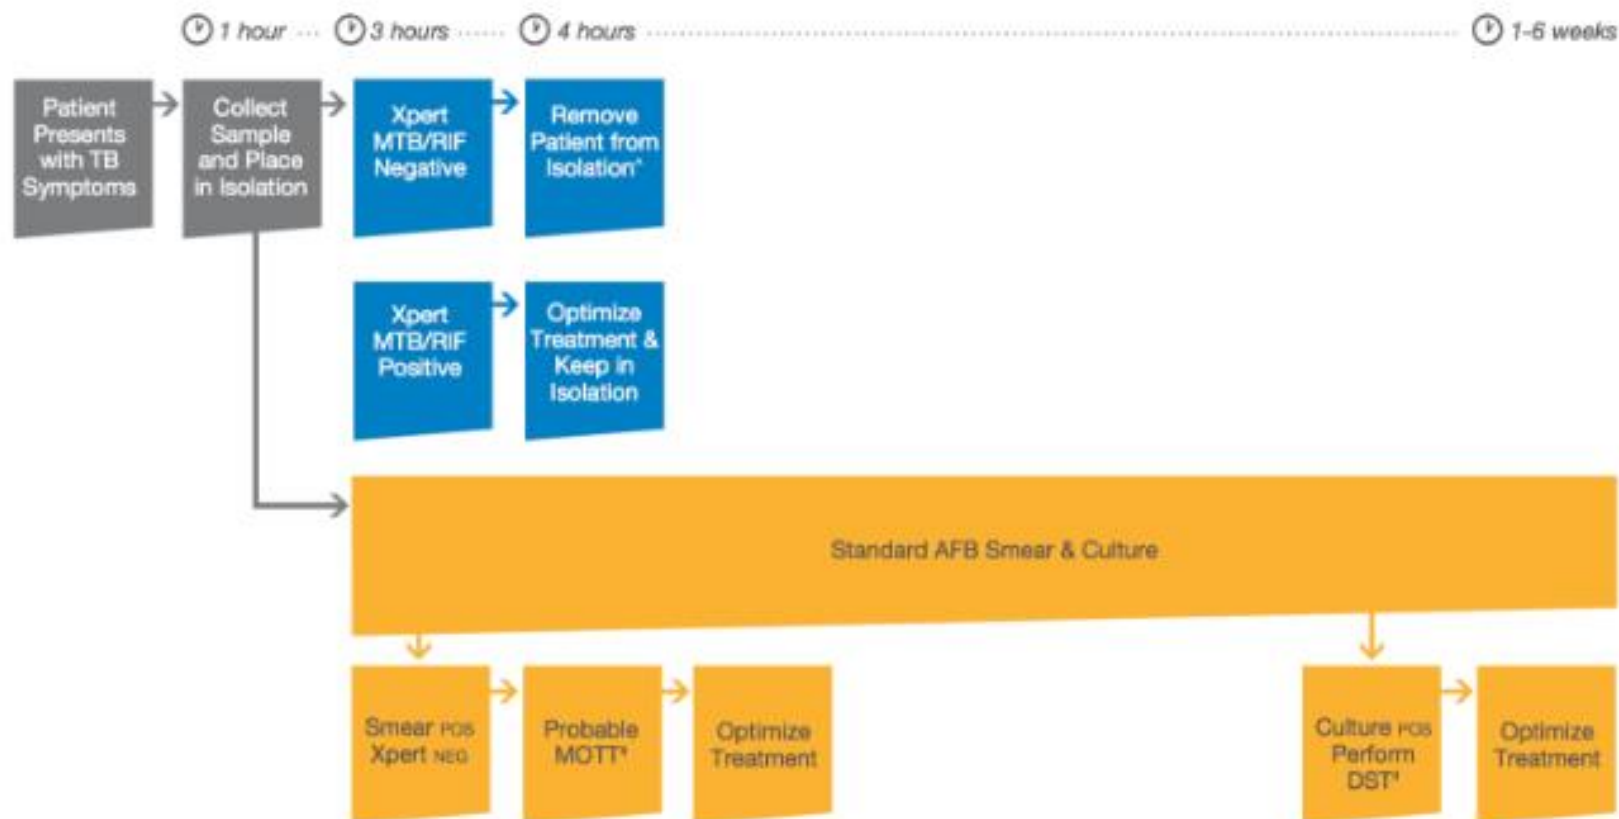 1 hour
3 hours
4 hours
1-6 weeks
Patient
Presents
with TB
Symptoms
Collect
Sample
and Place
in Isolation
Xpert
MTB/RIF
Negative
Remove
Patient from
Isolation^
Xpert
MTB/RIF
Positive
Optimize
Treatment &
Keep in
Isolation
Standard AFB Smear & Culture
Smear POS
Xpert NEG
Probable
MOTT
Optimize
Treatment
Culture POS
Perform
DST
Optimize
Treatment